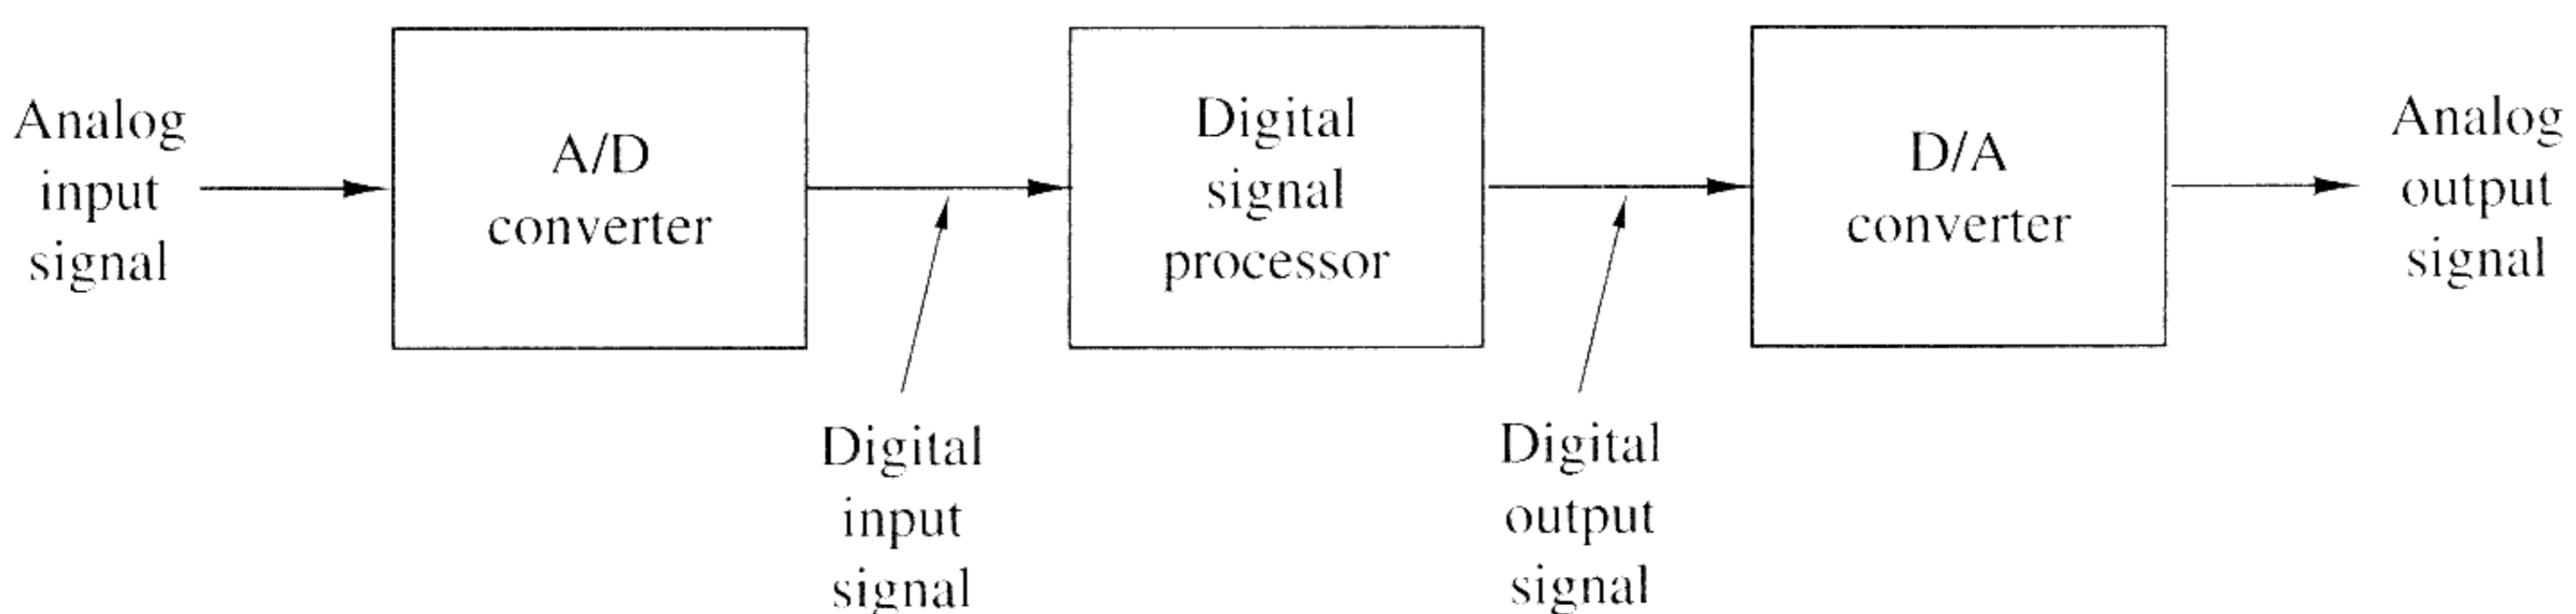 Analog
input
signal
A/D
converter
Digital
input
signal
Digital
signal
processor
Digital
output
signal
D/A
converter
Analog
output
signal